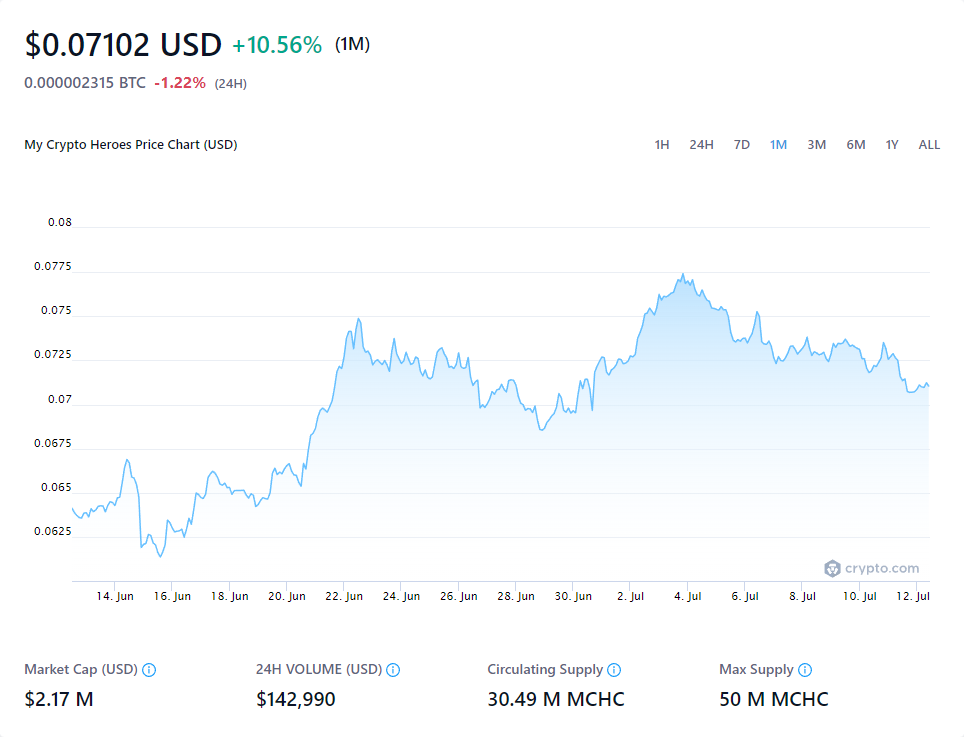 $0.07102 USD +10.56% (1M)
0.000002315 BTC -1.22% (24H)
My Crypto Heroes Price Chart (USD)
1H 24H 7D 1M 3M 6M 1Y ALL
0.08
0.0775
0.075
0.0725
0.07
0.0675
0.065
0.0625
crypto.com
14. Jun 16. Jun 18. Jun 20. Jun 22. Jun 24. Jun 26. Jun 28. Jun 30. Jun 2. Jul 4. Jul 6. Jul 8. Jul 10. Jul 12. Jul
Market Cap (USD) 24H VOLUME (USD) Circulating Supply Max Supply
$2.17 M $142,990 30.49 M MCHC 50 M MCHC